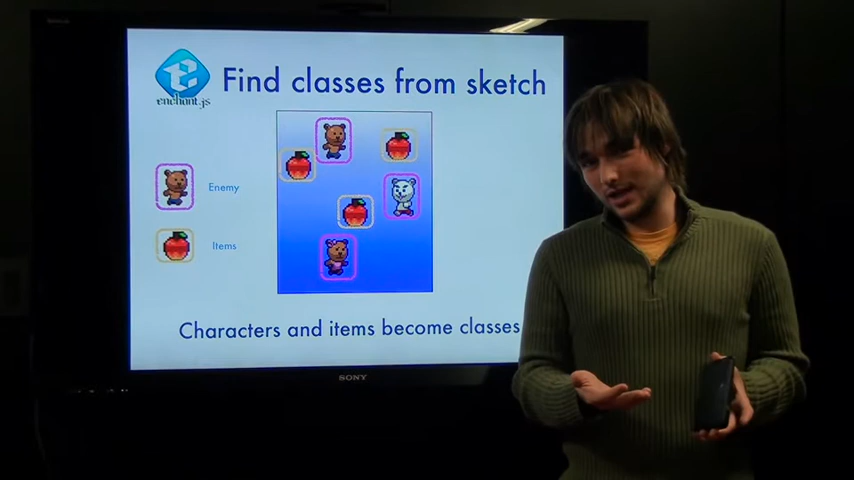 Find classes from sketch
enchant.js
Enemy
Items
Characters and items become classes
SONY